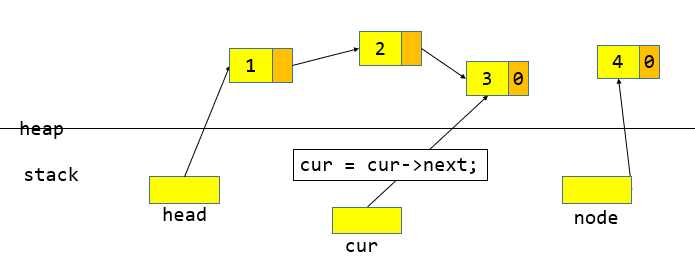 1
2
3 0
4 0
heap
stack
cur = cur->next;
head
node
cur